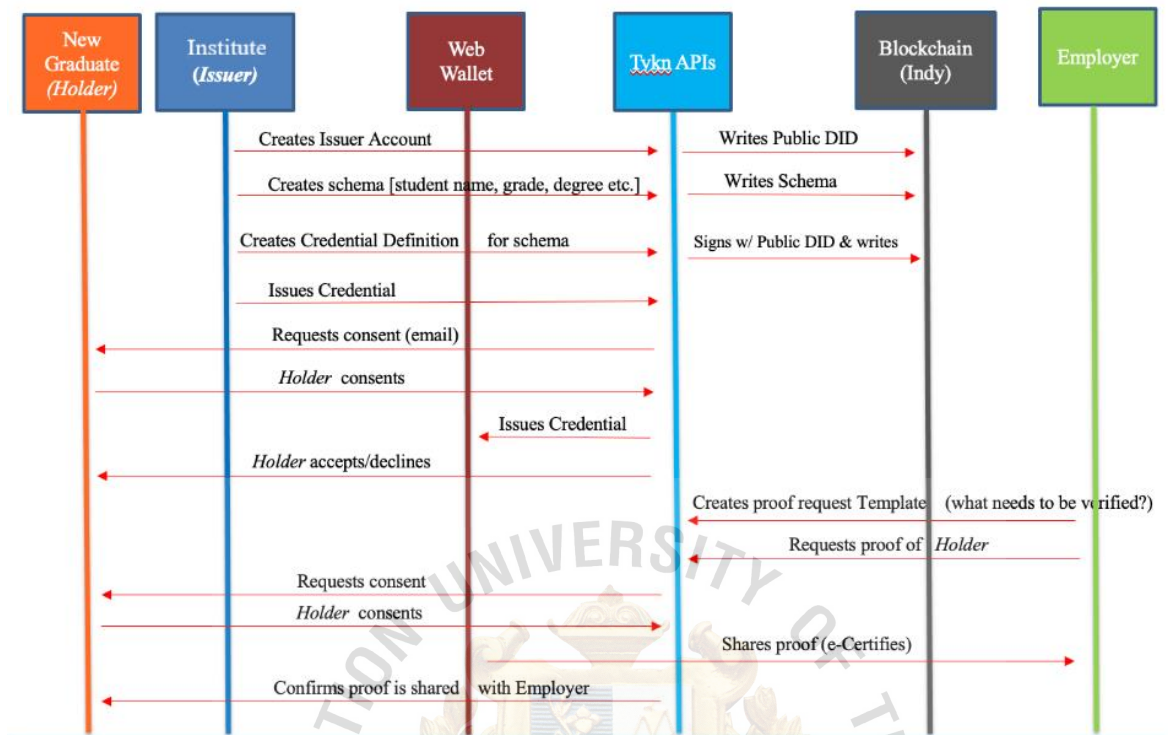 New
Graduate
(Holder)
Institute
(Issuer)
Web
Wallet
Tykn APIs
Blockchain
(Indy)
Employer
Creates Issuer Account
Writes Public DID
Creates schema [student name, grade, degree etc.]
Writes Schema
Creates Credential Definition for schema
Signs w/ Public DID & writes
Issues Credential
Requests consent (email)
Holder consents
Issues Credential
Holder accepts/declines
Creates proof request Template (what needs to be verified?)
Requests proof of Holder
Requests consent
Holder consents
Shares proof (e-Certifies)
Confirms proof is shared with Employer
UNIVERSITY OF